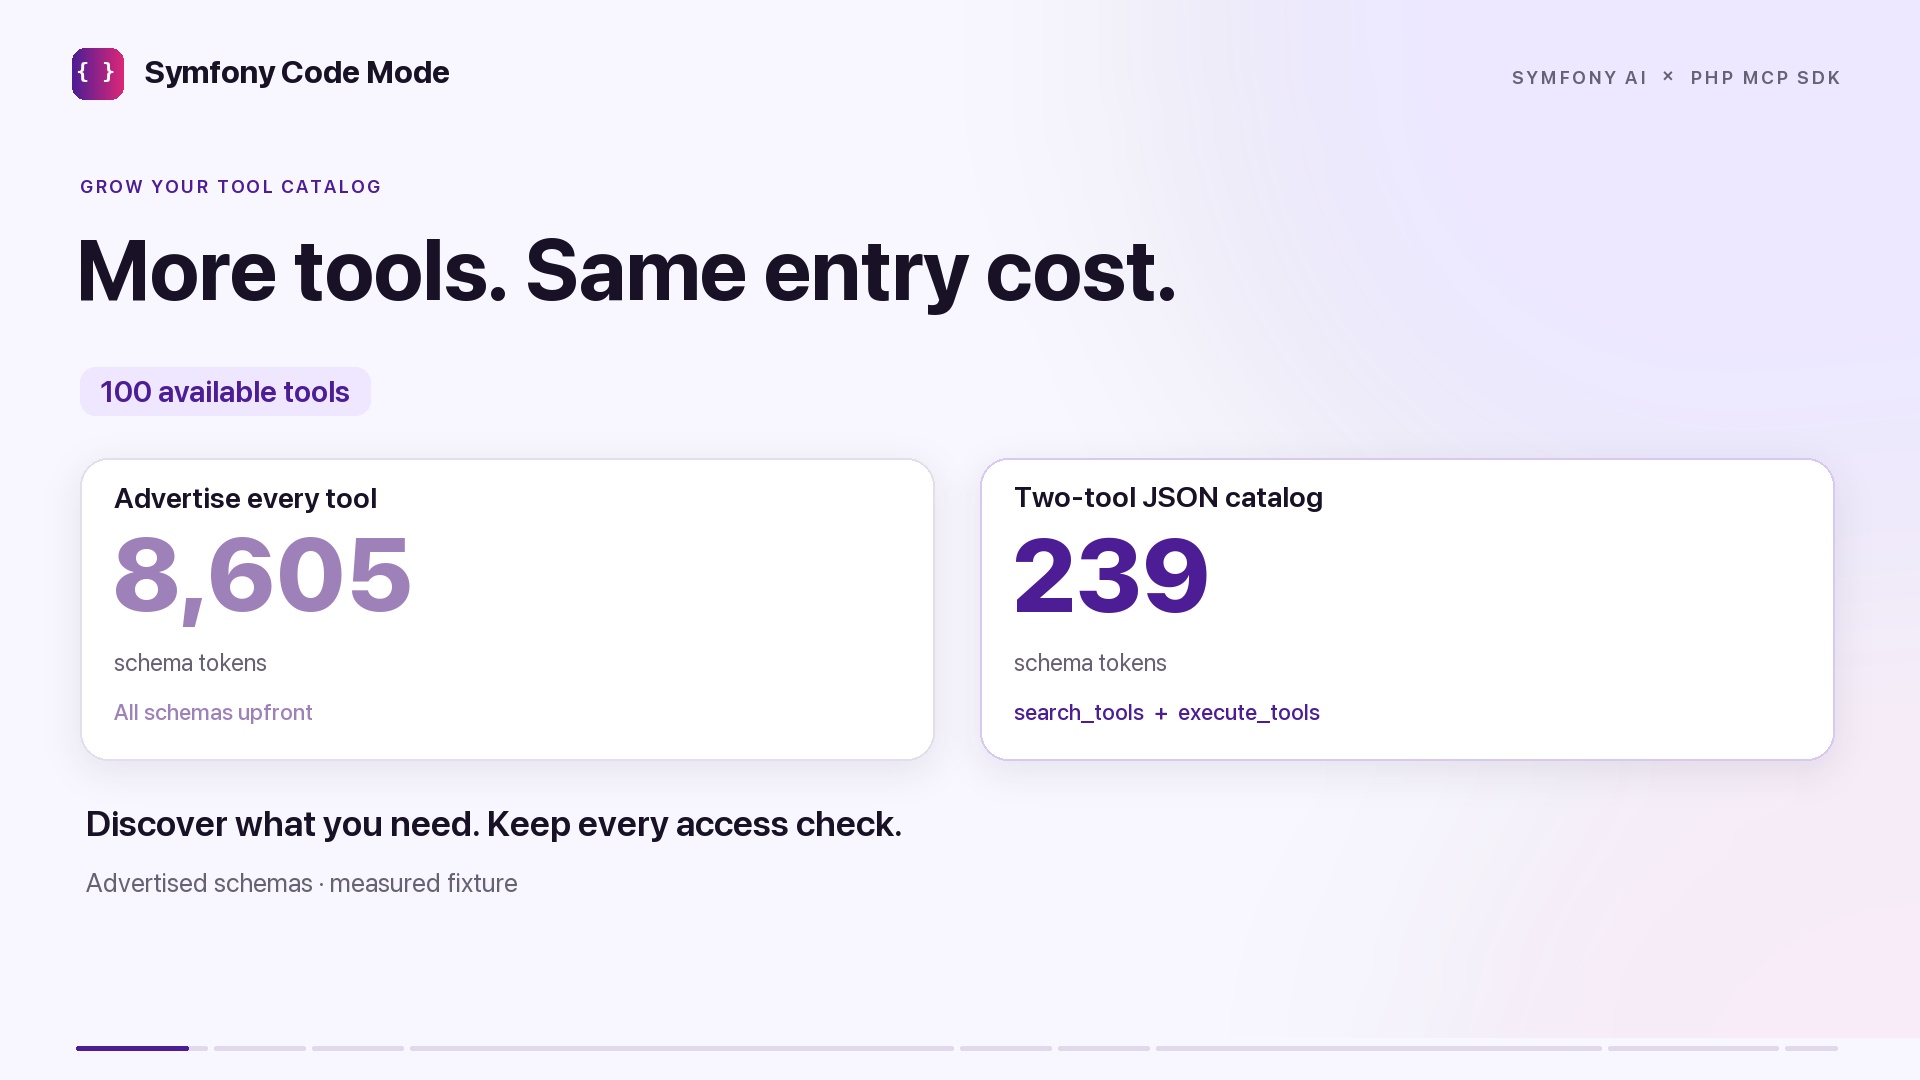 { } Symfony Code Mode
SYMFONY AI × PHP MCP SDK
GROW YOUR TOOL CATALOG
More tools. Same entry cost.
100 available tools
Advertise every tool
8,605
schema tokens
All schemas upfront
Two-tool JSON catalog
239
schema tokens
search_tools + execute_tools
Discover what you need. Keep every access check.
Advertised schemas · measured fixture